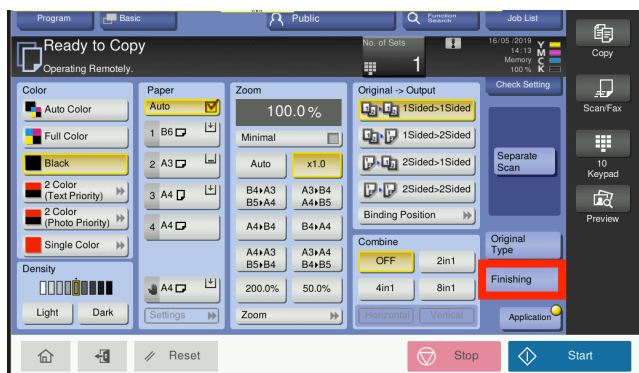 Program
Basic
Public
Function
Search
Job List
Ready to Copy
Operating Remotely.
No. of Sets
1
16/05 /2019
14:13
Memory
100 %
Y
M
C
K
Copy
Color
Auto Color
Full Color
Black
2 Color
(Text Priority)
2 Color
(Photo Priority)
Single Color
Density
Light
Dark
Paper
Auto
1 B6
2 A3
3 A4
4 A4
A4
Settings
Zoom
100.0 %
Minimal
Auto
x1.0
B4▸A3
B5▸A4
A3▸B4
A4▸B5
A4▸B4
B4▸A4
A4▸A3
B5▸B4
A3▸A4
B4▸B5
200.0%
50.0%
Zoom
Original -> Output
1Sided>1Sided
1Sided>2Sided
2Sided>1Sided
2Sided>2Sided
Binding Position
Combine
OFF
2in1
4in1
8in1
Horizontal
Vertical
Check Setting
Separate
Scan
Original
Type
Finishing
Application
Scan/Fax
10
Keypad
Preview
Reset
Stop
Start